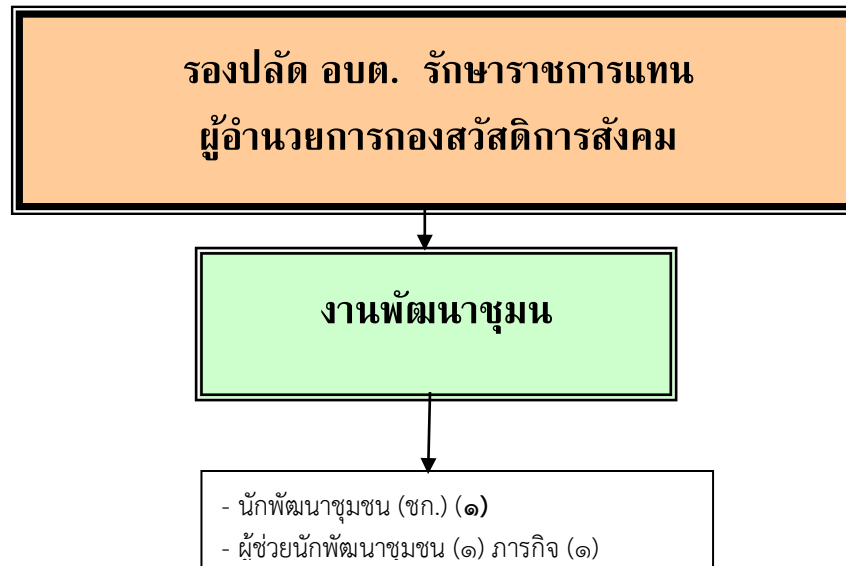 รองปลัด อบต.  รักษาราชการแทน
ผู้อำนวยการกองสวัสดิการสังคม
งานพัฒนาชุมน
- นักพัฒนาชุมชน (ชก.) (๑)
- ผู้ช่วยนักพัฒนาชุมชน (๑) ภารกิจ (๑)